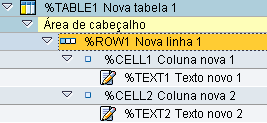 %TABLE1 Nova tabela 1
Área de cabeçalho
%ROW1 Nova linha 1
%CELL1 Coluna nova 1
%TEXT1 Texto novo 1
%CELL2 Coluna nova 2
%TEXT2 Texto novo 2